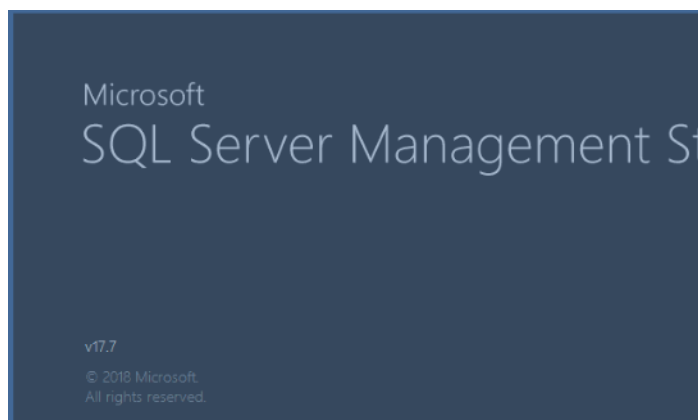 Microsoft
SQL Server Management St
v17.7
© 2018 Microsoft.
All rights reserved.